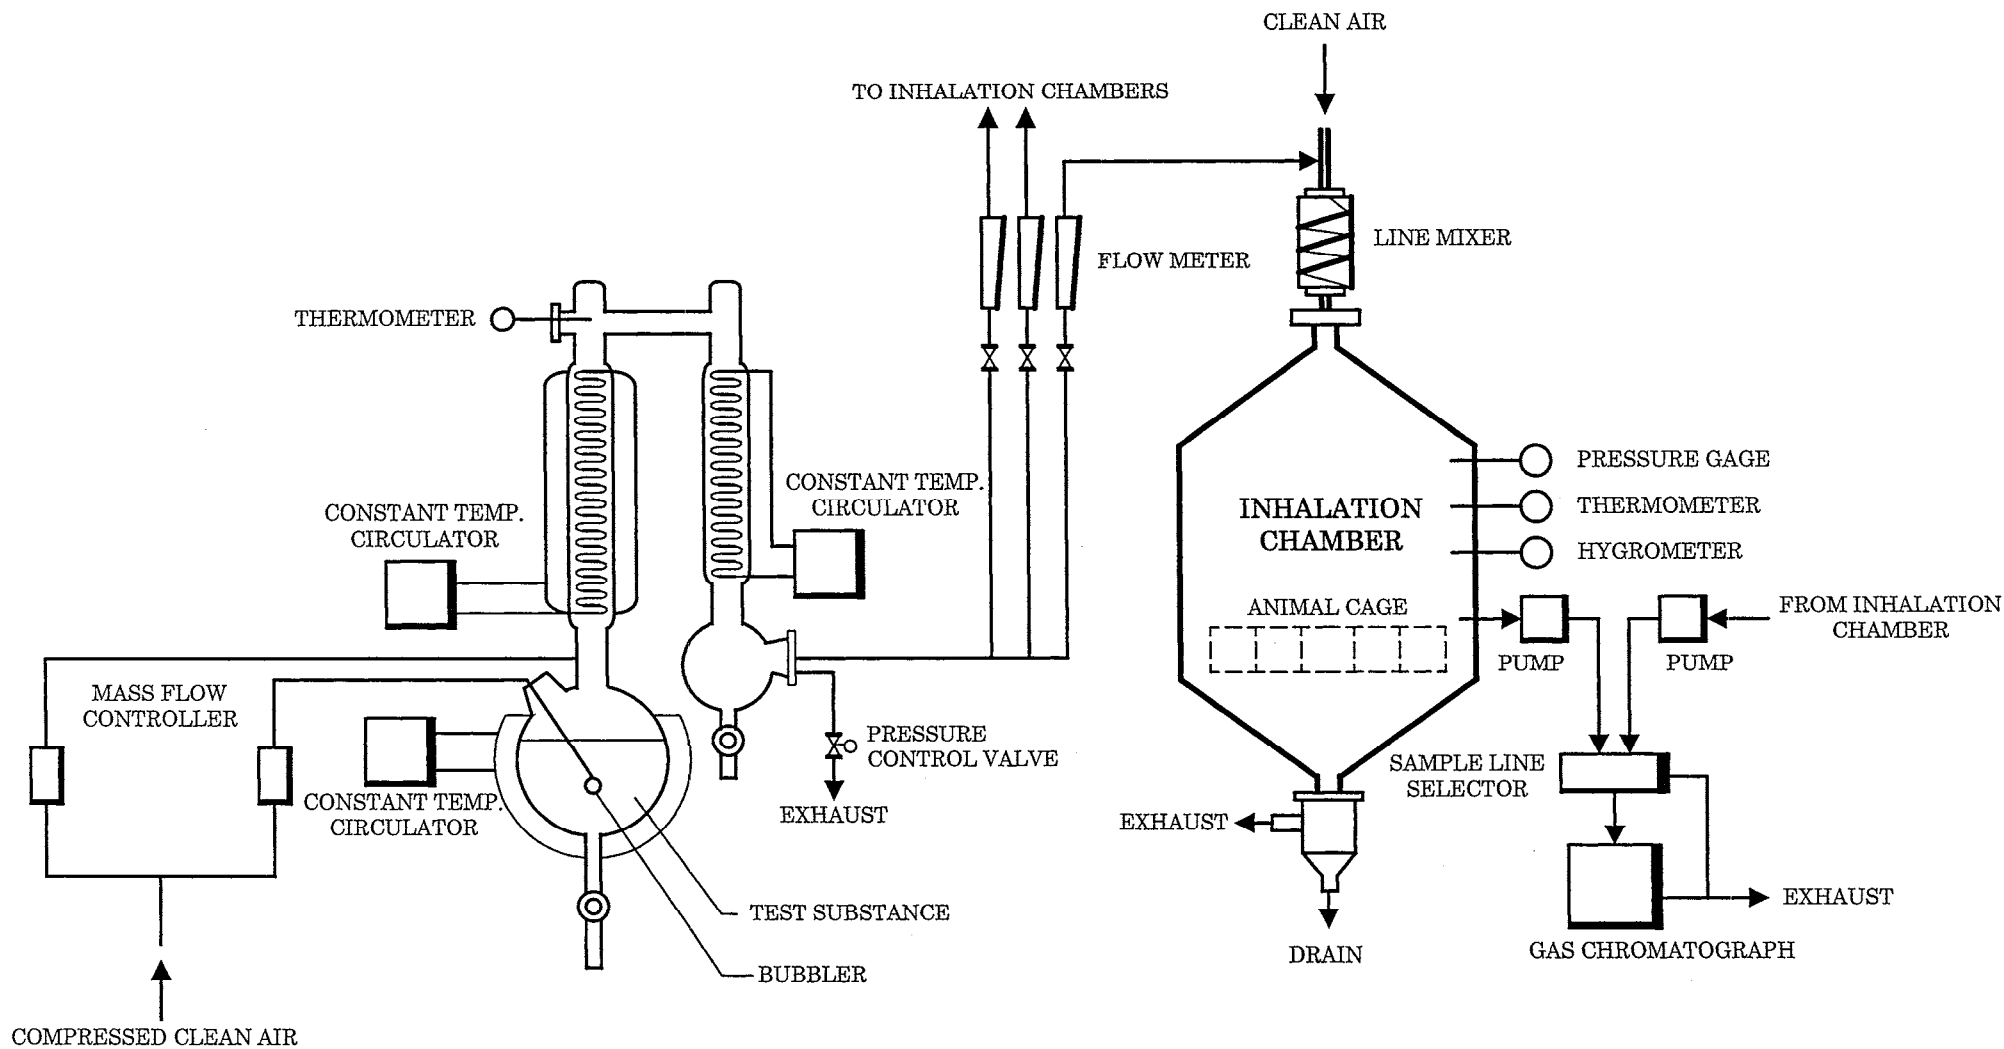 CLEAN AIR
TO INHALATION CHAMBERS
LINE MIXER
FLOW METER
THERMOMETER
PRESSURE GAGE
CONSTANT TEMP.
CIRCULATOR
THERMOMETER
INHALATION
CHAMBER
CONSTANT TEMP.
CIRCULATOR
HYGROMETER
ANIMAL CAGE
FROM INHALATION
CHAMBER
PUMP
PUMP
MASS FLOW
CONTROLLER
PRESSURE
CONTROL VALVE
SAMPLE LINE
SELECTOR
CONSTANT TEMP.
CIRCULATOR
EXHAUST
EXHAUST
EXHAUST
TEST SUBSTANCE
DRAIN
GAS CHROMATOGRAPH
BUBBLER
COMPRESSED CLEAN AIR